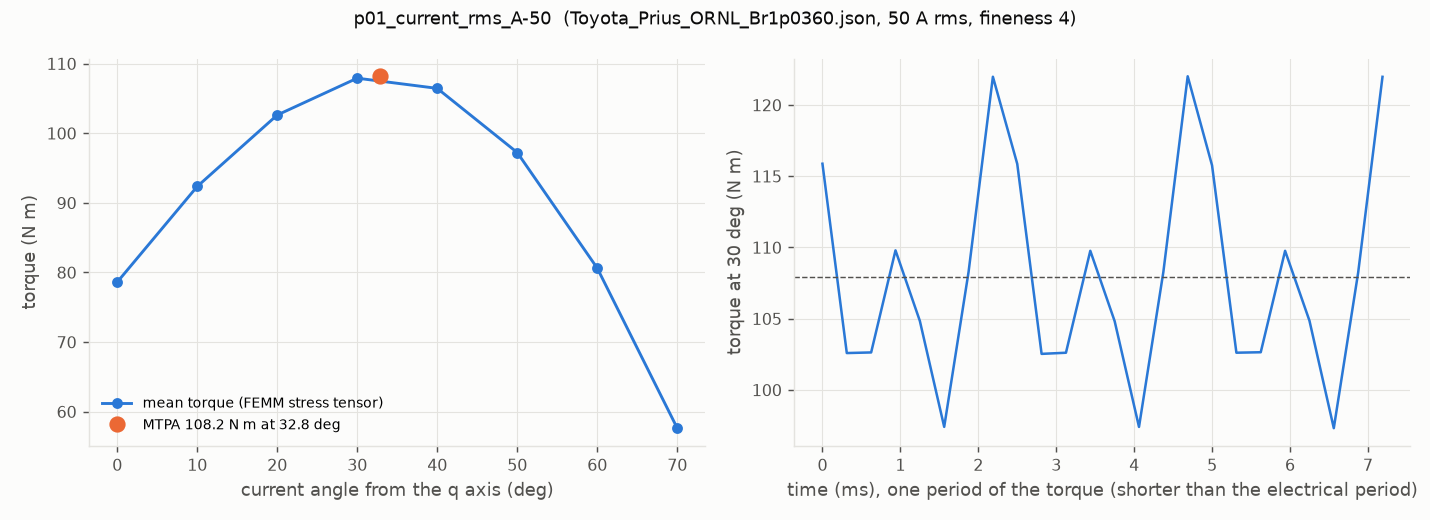 p01_current_rms_A-50  (Toyota_Prius_ORNL_Br1p0360.json, 50 A rms, fineness 4)
torque (N m)
110
100
90
80
70
60
mean torque (FEMM stress tensor)
MTPA 108.2 N m at 32.8 deg
0 10 20 30 40 50 60 70
current angle from the q axis (deg)
torque at 30 deg (N m)
120
115
110
105
100
0 1 2 3 4 5 6 7
time (ms), one period of the torque (shorter than the electrical period)